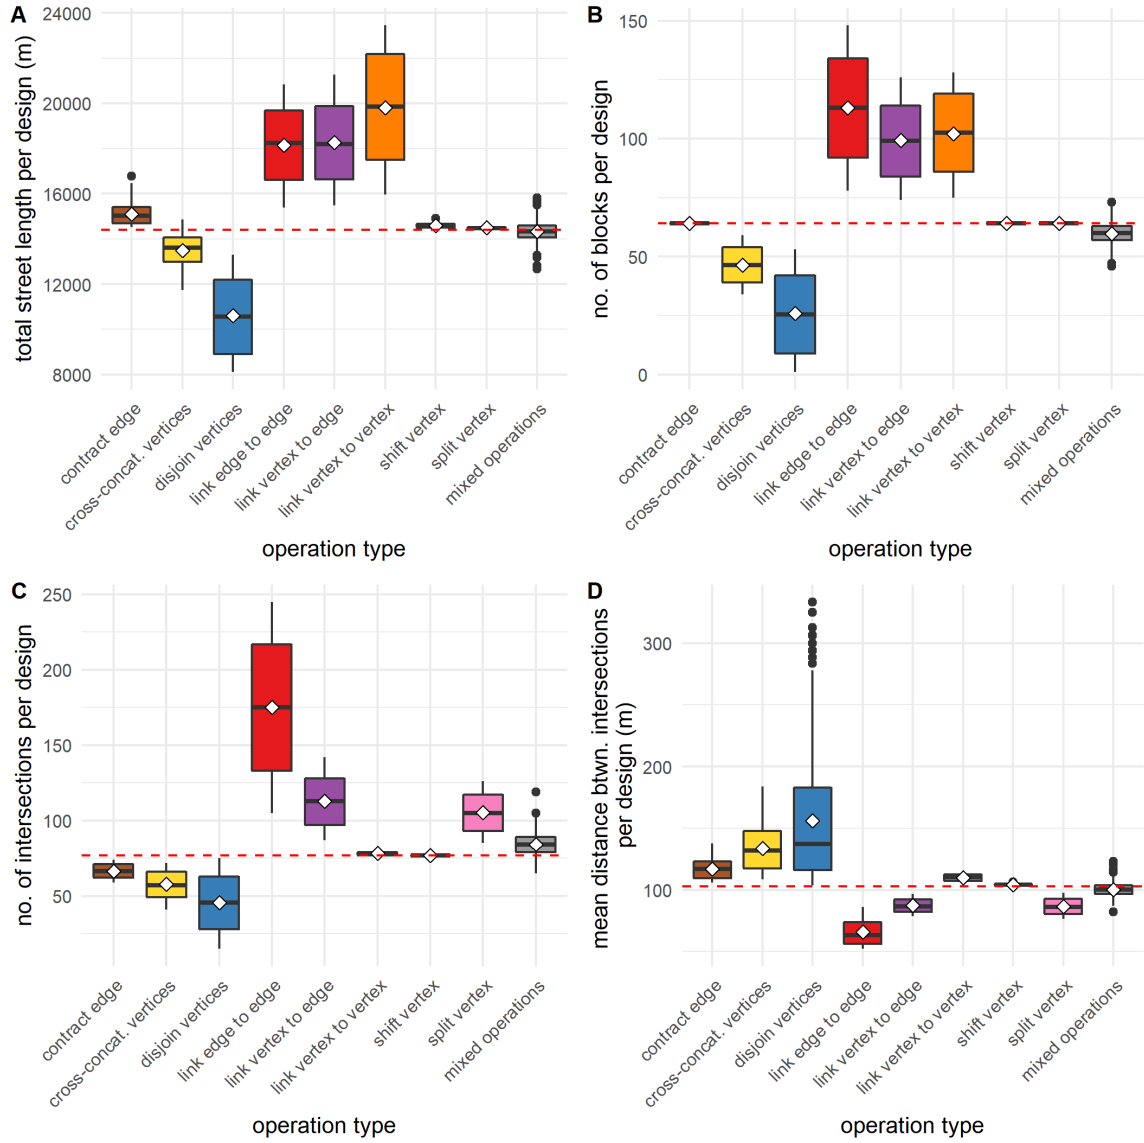 A
total street length per design (m)
24000
20000
16000
12000
8000
contract edge
cross-concat. vertices
disjoin vertices
link edge to edge
link vertex to edge
link vertex to vertex
shift vertex
split vertex
mixed operations
operation type
B
no. of blocks per design
150
100
50
0
contract edge
cross-concat. vertices
disjoin vertices
link edge to edge
link vertex to edge
link vertex to vertex
shift vertex
split vertex
mixed operations
operation type
C
no. of intersections per design
250
200
150
100
50
contract edge
cross-concat. vertices
disjoin vertices
link edge to edge
link vertex to edge
link vertex to vertex
shift vertex
split vertex
mixed operations
operation type
D
mean distance btwn. intersections
per design (m)
300
200
100
contract edge
cross-concat. vertices
disjoin vertices
link edge to edge
link vertex to edge
link vertex to vertex
shift vertex
split vertex
mixed operations
operation type